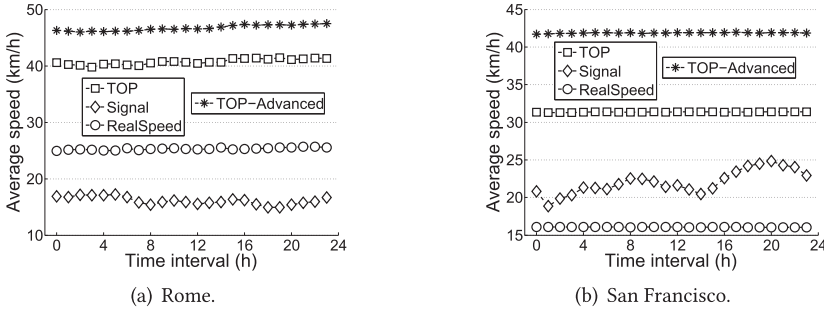 50
40
30
20
10
Average speed (km/h)
TOP
Signal
RealSpeed
TOP−Advanced
0 4 8 12 16 20 24
Time interval (h)
(a) Rome.
45
40
35
30
25
20
15
Average speed (km/h)
TOP
Signal
RealSpeed
TOP−Advanced
0 4 8 12 16 20 24
Time interval (h)
(b) San Francisco.